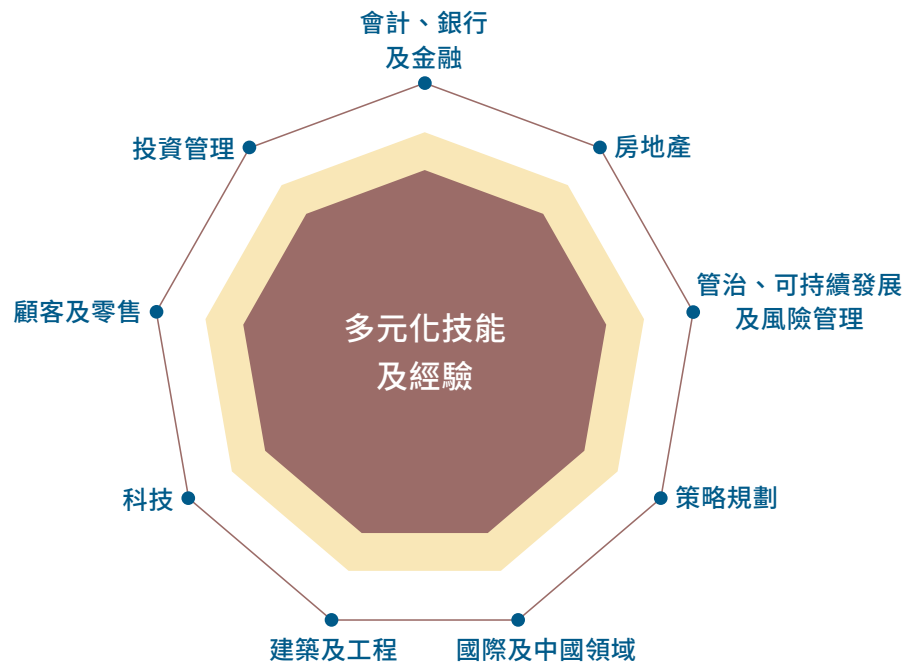 會計、銀行
及金融
投資管理
房地產
顧客及零售
管治、可持續發展
及風險管理
多元化技能
及經驗
科技
策略規劃
建築及工程
國際及中國領域